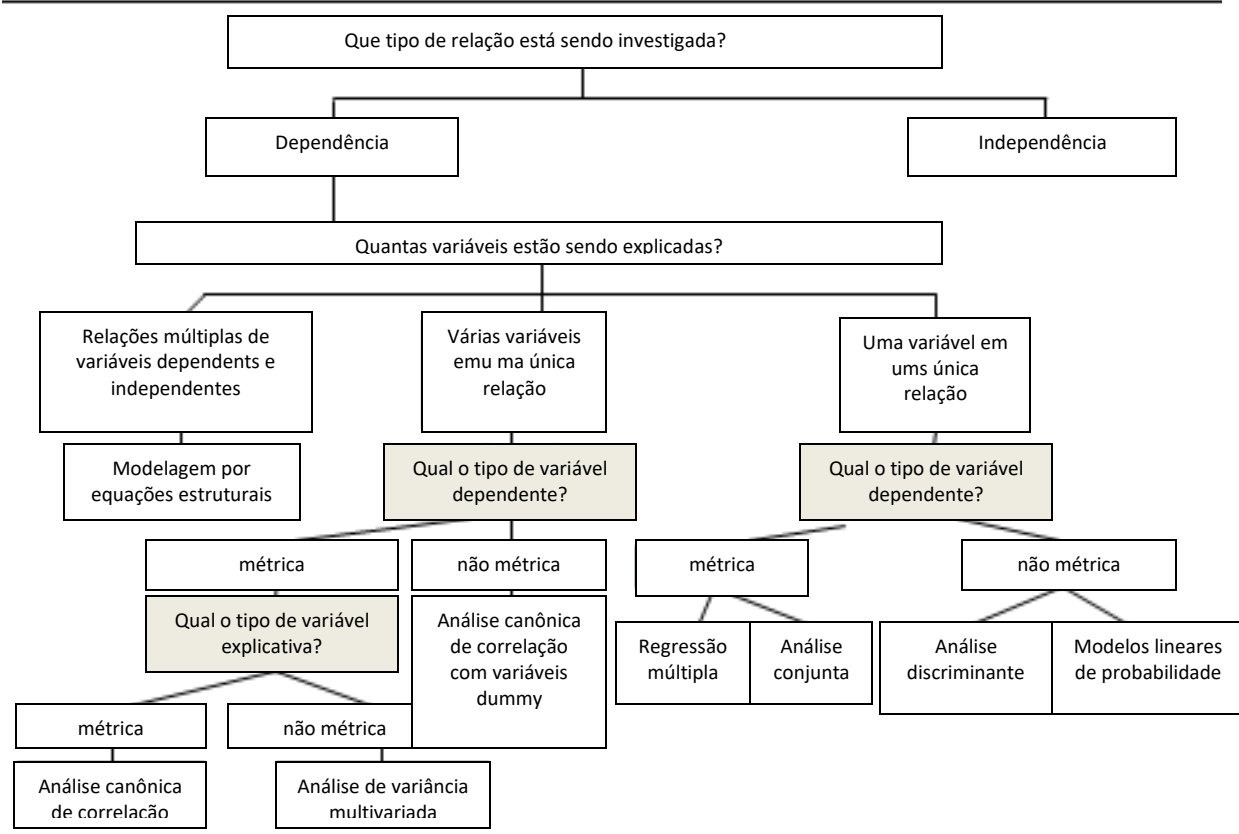 Que tipo de relação está sendo investigada?
Dependência
Independência
Quantas variáveis estão sendo explicadas?
Relações múltiplas de
variáveis dependents e
independentes
Várias variáveis
emu ma única
relação
Uma variável em
ums única
relação
Modelagem por
equações estruturais
Qual o tipo de variável
dependente?
Qual o tipo de variável
dependente?
métrica
não métrica
métrica
não métrica
Qual o tipo de variável
explicativa?
Análise canônica
de correlação
com variáveis
dummy
Regressão
múltipla
Análise
conjunta
Análise
discriminante
Modelos lineares
de probabilidade
métrica
não métrica
Análise canônica
de correlação
Análise de variância
multivariada